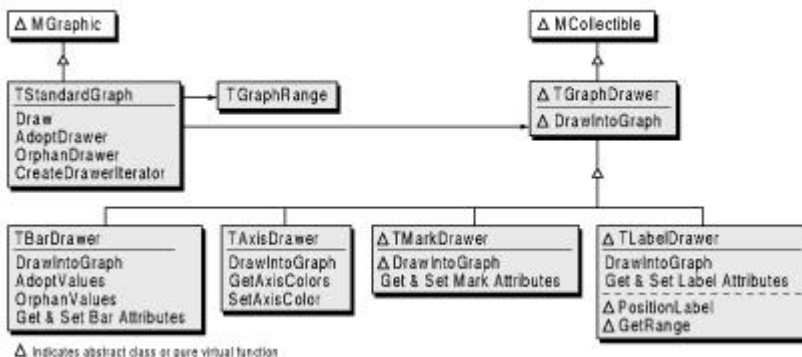 Δ MGraphic
Δ MCollectible
TStandardGraph
Draw
AdoptDrawer
OrphanDrawer
CreateDrawerIterator
TGraphRange
Δ TGraphDrawer
Δ DrawIntoGraph
TBarDrawer
DrawIntoGraph
AdoptValues
OrphanValues
Get & Set Bar Attributes
TAxisDrawer
DrawIntoGraph
GetAxisColors
SetAxisColor
Δ TMarkDrawer
Δ DrawIntoGraph
Get & Set Mark Attributes
Δ TLabelDrawer
DrawIntoGraph
Get & Set Label Attributes
Δ PositionLabel
Δ GetRange
Δ Indicates abstract class or pure virtual function